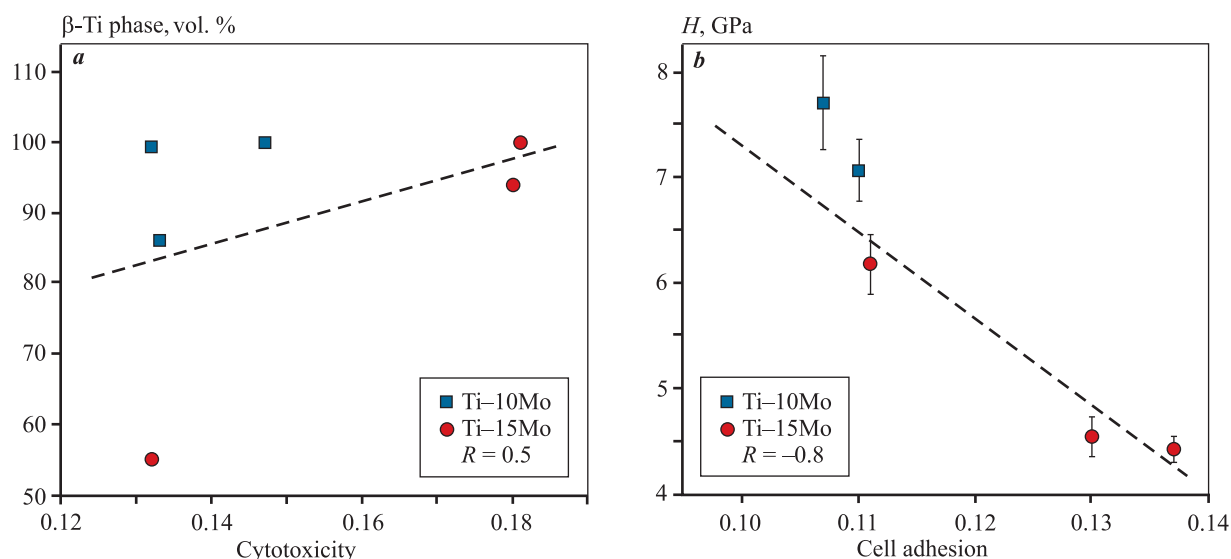 β-Ti phase, vol. %
a
110
100
90
80
70
60
50
0.12
0.14
0.16
0.18
Cytotoxicity
Ti–10Mo
Ti–15Mo
R = 0.5
H, GPa
b
8
7
6
5
4
0.10
0.11
0.12
0.13
0.14
Cell adhesion
Ti–10Mo
Ti–15Mo
R = –0.8